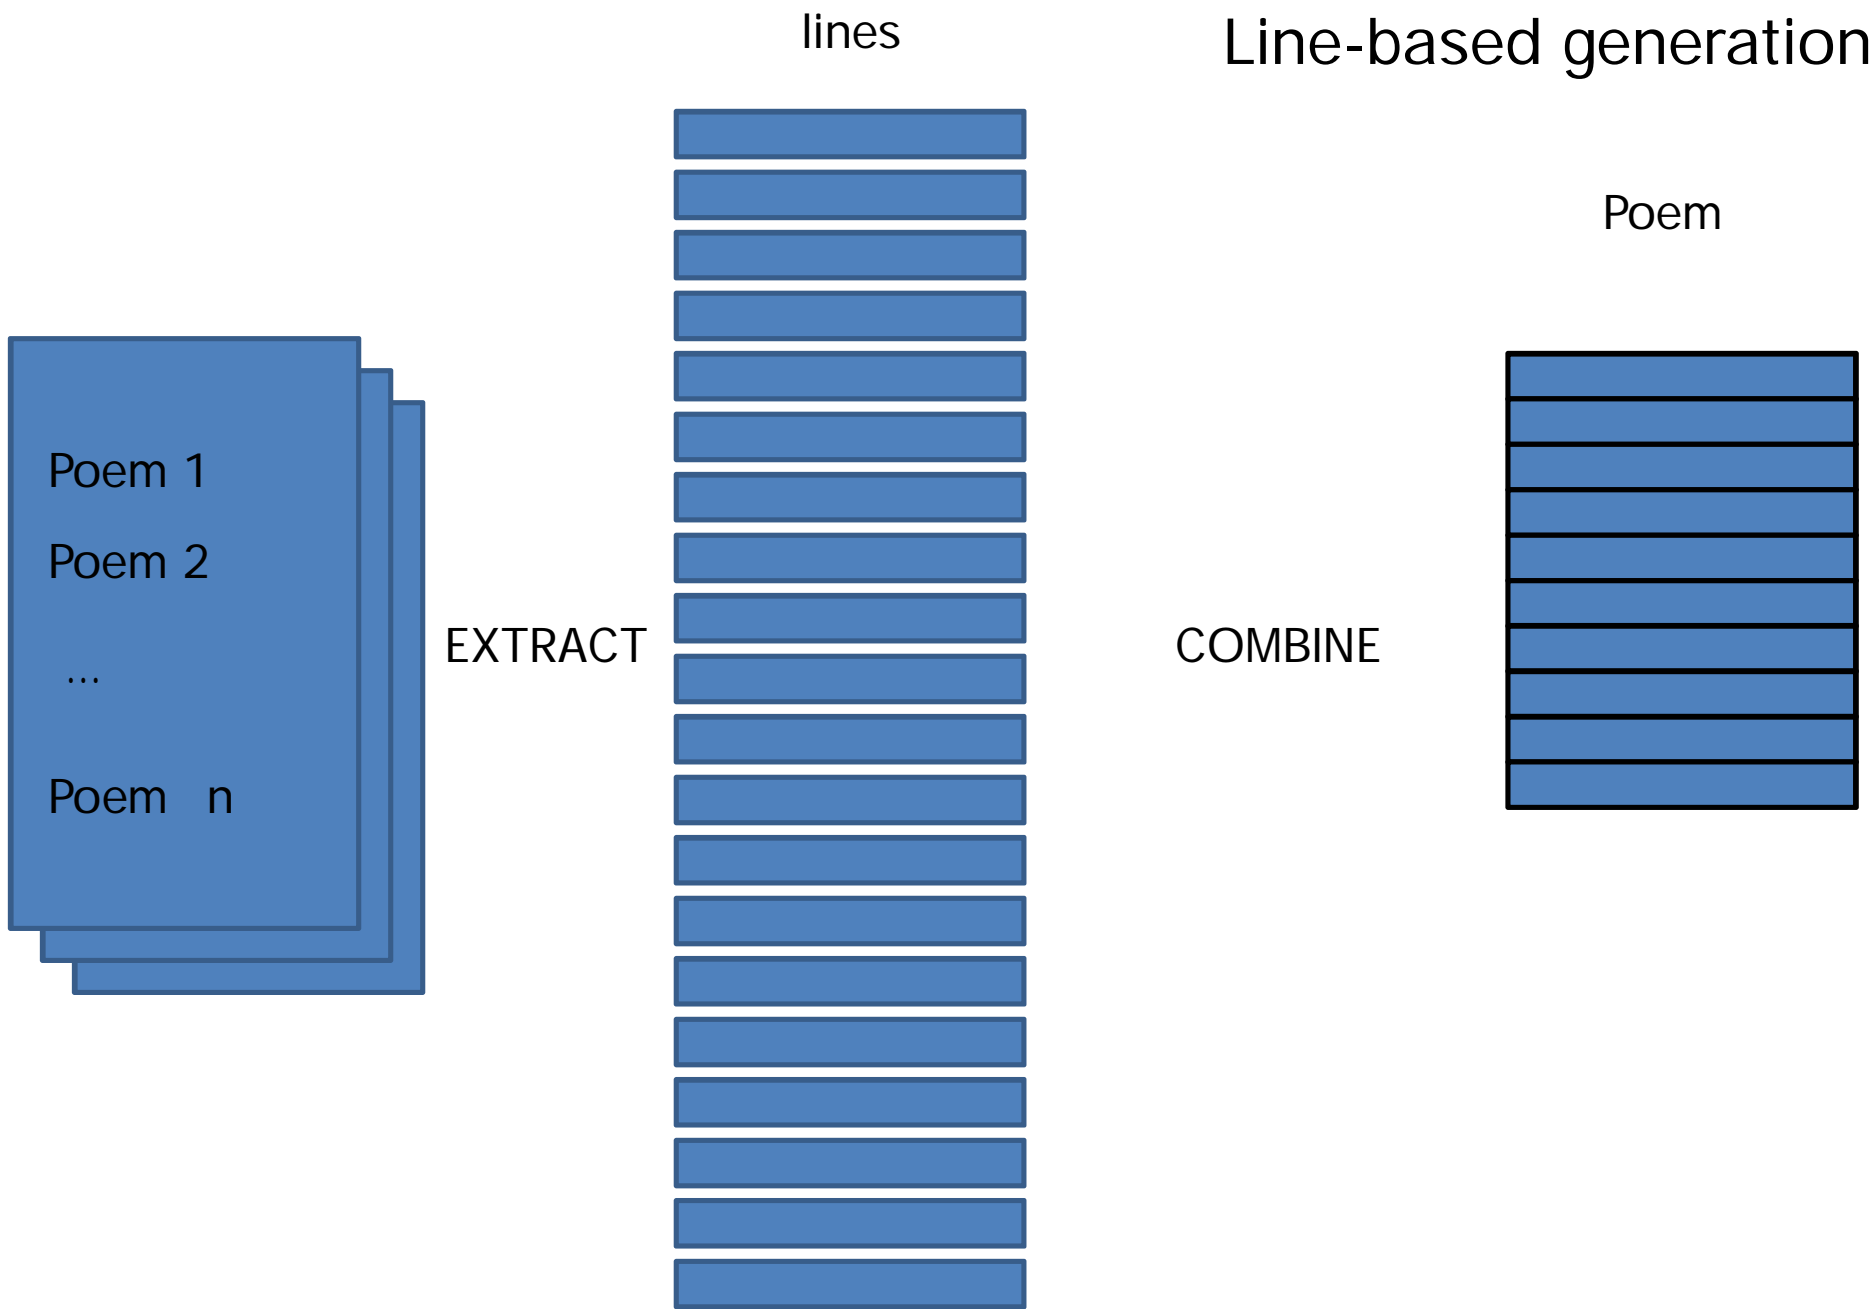 lines
Line-based generation
Poem
Poem 1
Poem 2
...
Poem n
EXTRACT
COMBINE